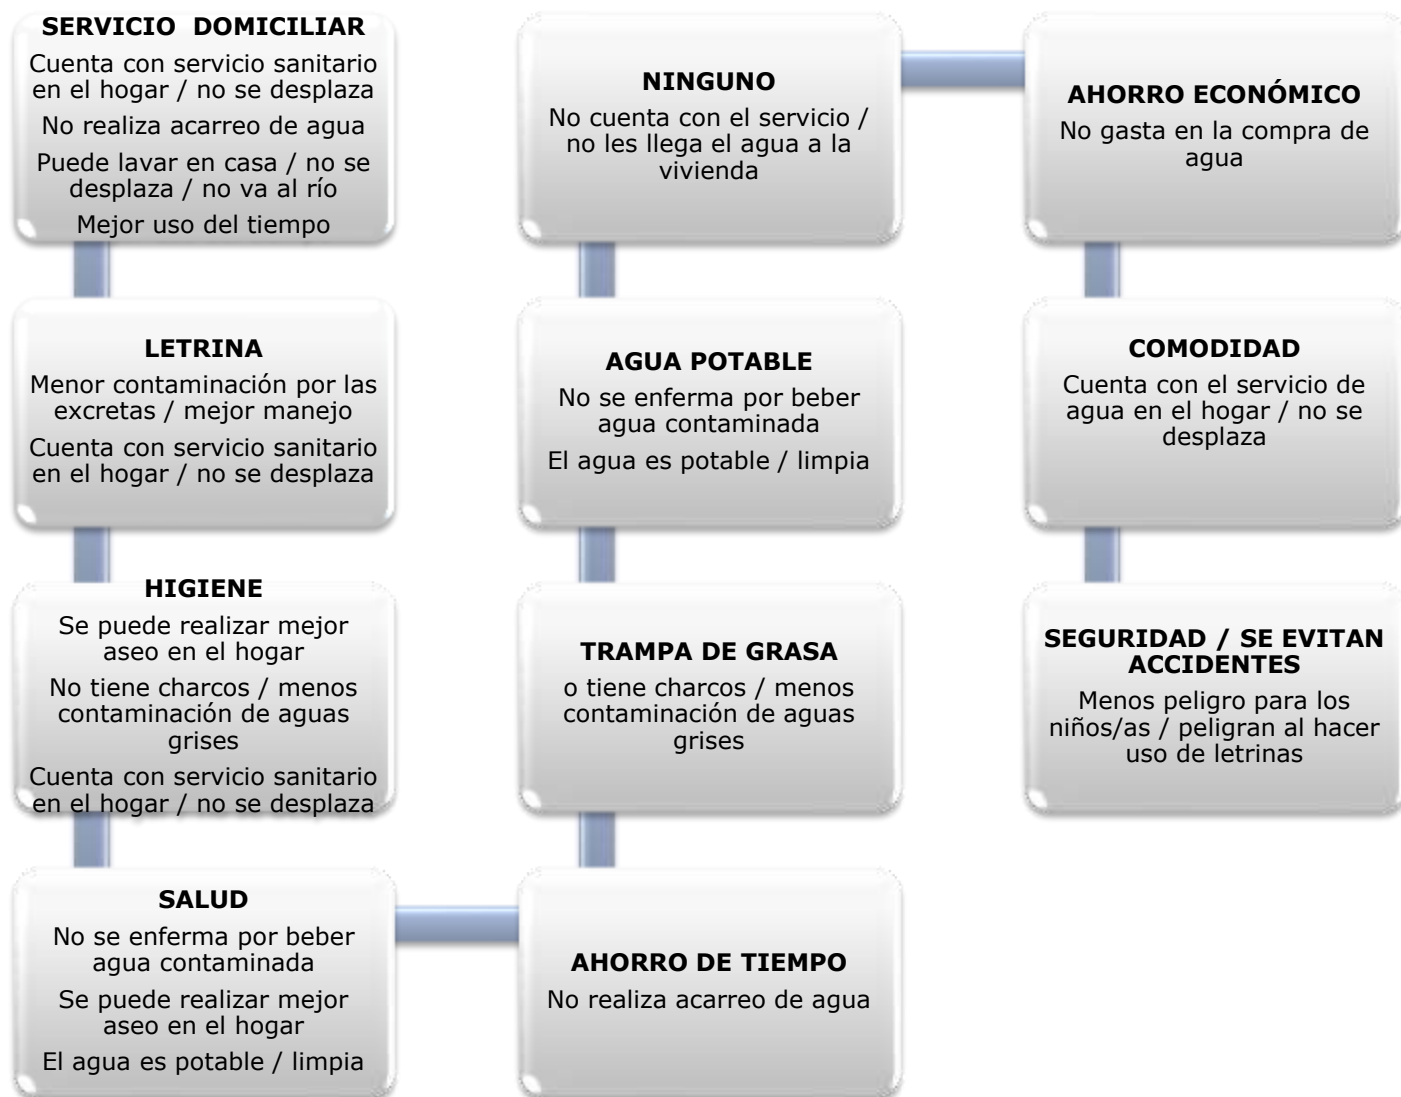 SERVICIO DOMICILIAR
Cuenta con servicio sanitario
en el hogar / no se desplaza
No realiza acarreo de agua
Puede lavar en casa / no se
desplaza / no va al río
Mejor uso del tiempo
LETRINA
Menor contaminación por las
excretas / mejor manejo
Cuenta con servicio sanitario
en el hogar / no se desplaza
HIGIENE
Se puede realizar mejor
aseo en el hogar
No tiene charcos / menos
contaminación de aguas
grises
Cuenta con servicio sanitario
en el hogar / no se desplaza
SALUD
No se enferma por beber
agua contaminada
Se puede realizar mejor
aseo en el hogar
El agua es potable / limpia
AHORRO DE TIEMPO
No realiza acarreo de agua
TRAMPA DE GRASA
o tiene charcos / menos
contaminación de aguas
grises
AGUA POTABLE
No se enferma por beber
agua contaminada
El agua es potable / limpia
NINGUNO
No cuenta con el servicio /
no les llega el agua a la
vivienda
AHORRO ECONÓMICO
No gasta en la compra de
agua
COMODIDAD
Cuenta con el servicio de
agua en el hogar / no se
desplaza
SEGURIDAD / SE EVITAN
ACCIDENTES
Menos peligro para los
niños/as / peligran al hacer
uso de letrinas